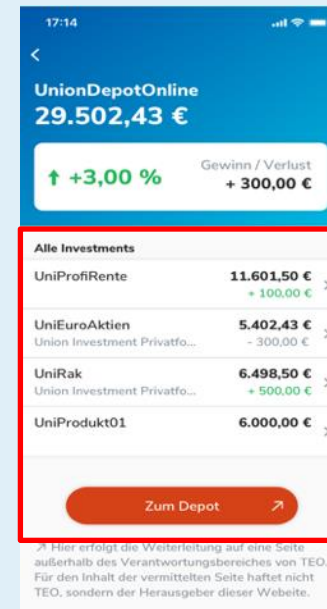 17:14
UnionDepotOnline
29.502,43 €
+3,00 %
Gewinn / Verlust
+ 300,00 €
Alle Investments
UniProfiRente 11.601,50 €
+ 100,00 €
UniEuroAktien 5.402,43 €
Union Investment Privatfo... - 300,00 €
UniRak 6.498,50 €
Union Investment Privatfo... + 500,00 €
UniProdukt01 6.000,00 €
Zum Depot
Hier erfolgt die Weiterleitung auf eine Seite
außerhalb des Verantwortungsbereiches von TEO.
Für den Inhalt der vermittelten Seite haftet nicht
TEO, sondern der Herausgeber dieser Webeite.